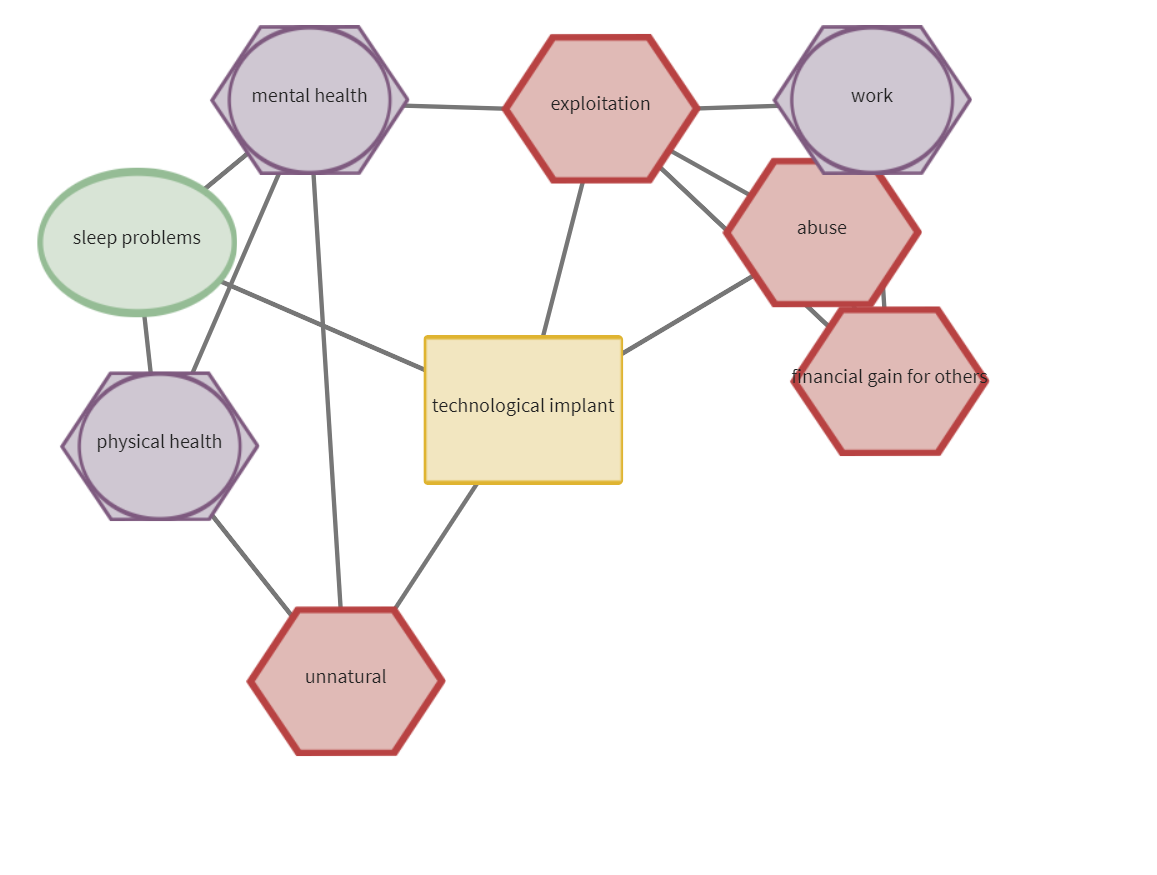 mental health
exploitation
work
sleep problems
abuse
financial gain for others
technological implant
physical health
unnatural